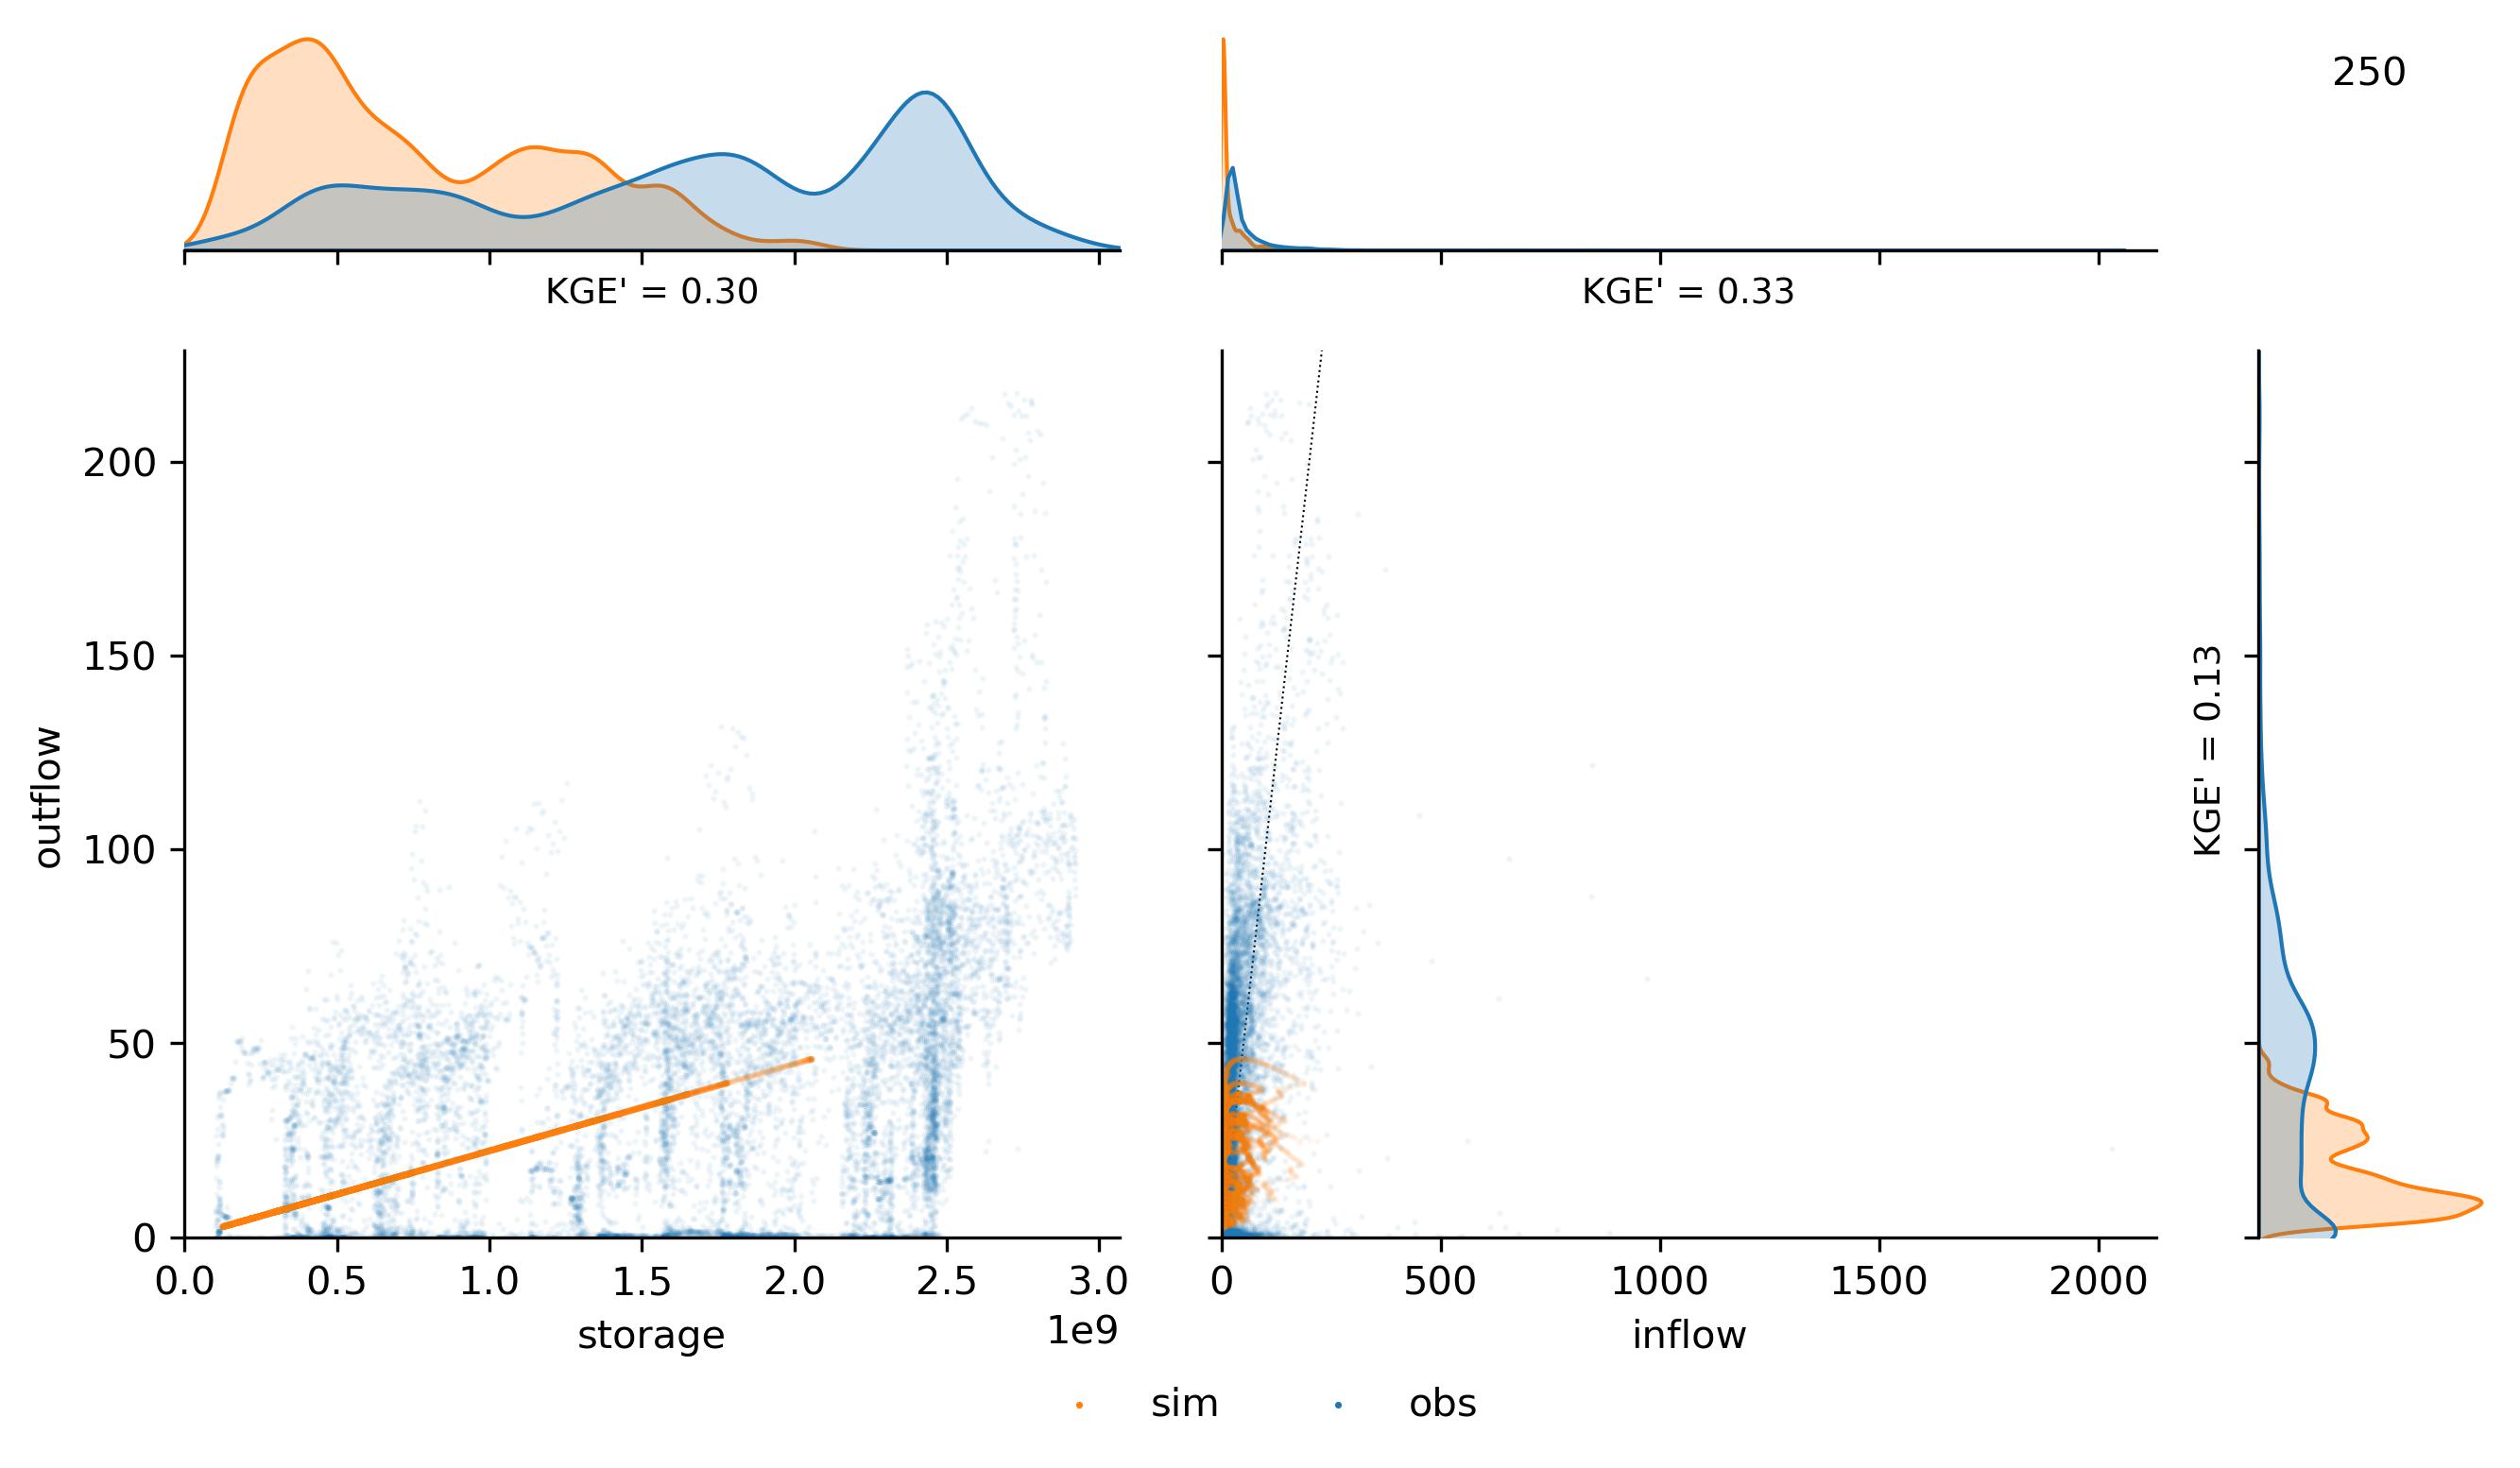 250
KGE' = 0.30
KGE' = 0.33
outflow
200
150
100
50
0
KGE' = 0.13
0.0 0.5 1.0 1.5 2.0 2.5 3.0
1e9
storage
0 500 1000 1500 2000
inflow
sim obs